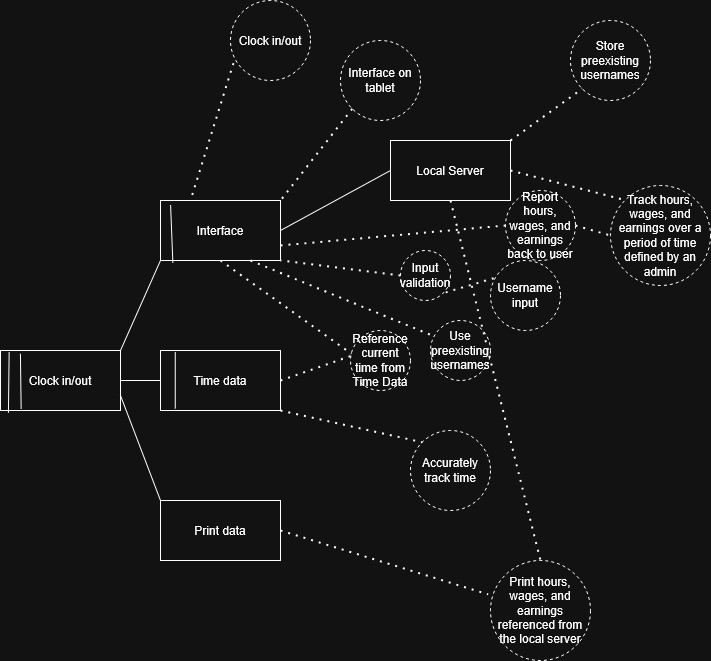 Clock in/out
Interface on
tablet
Store
preexisting
usernames
Local Server
Interface
Report
hours,
wages, and
earnings
back to user
Track hours,
wages, and
earnings over a
period of time
defined by an
admin
Input
validation
Username
input
Clock in/out
Time data
Reference
current
time from
Time Data
Use
preexisting
usernames
Accurately
track time
Print data
Print hours,
wages, and
earnings
referenced from
the local server